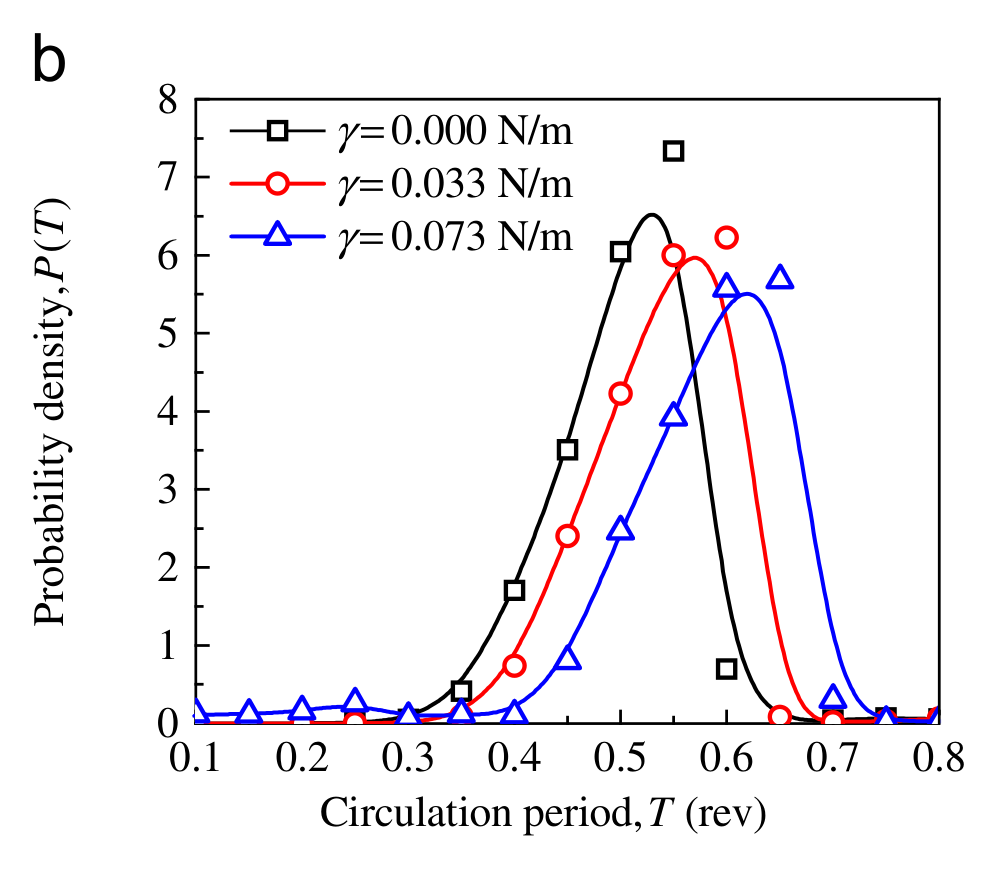 b
8
7
6
5
4
3
2
1
0
Probability density, P(T)
γ=0.000 N/m
γ=0.033 N/m
γ=0.073 N/m
0.1 0.2 0.3 0.4 0.5 0.6 0.7 0.8
Circulation period, T (rev)